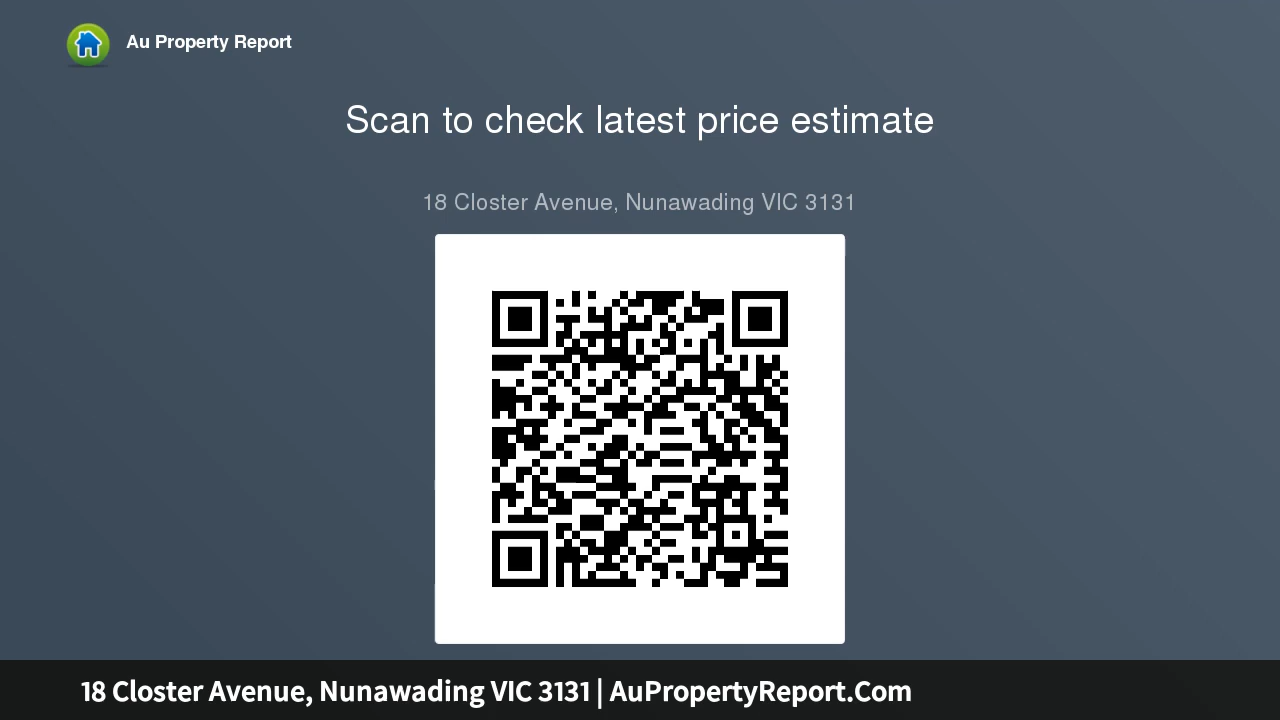 Au Property Report
Scan to check latest price estimate
18 Closter Avenue, Nunawading VIC 3131
18 Closter Avenue, Nunawading VIC 3131 | AuPropertyReport.Com